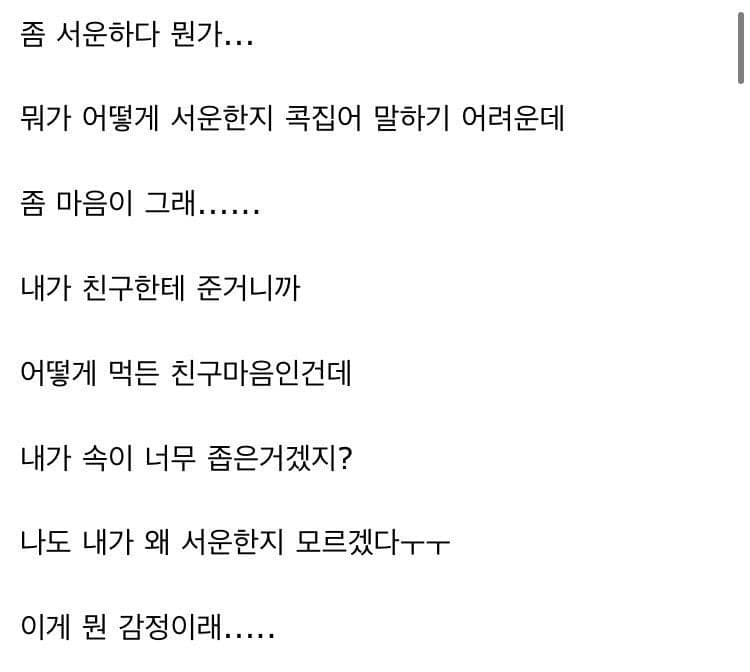 좀 서운하다 뭔가...
뭐가 어떻게 서운한지 콕집어 말하기 어려운데
좀 마음이 그래......
내가 친구한테 준거니까
어떻게 먹든 친구마음인건데
내가 속이 너무 좁은거겠지?
나도 내가 왜 서운한지 모르겠다ㅜㅜ
이게 뭔 감정이래.....